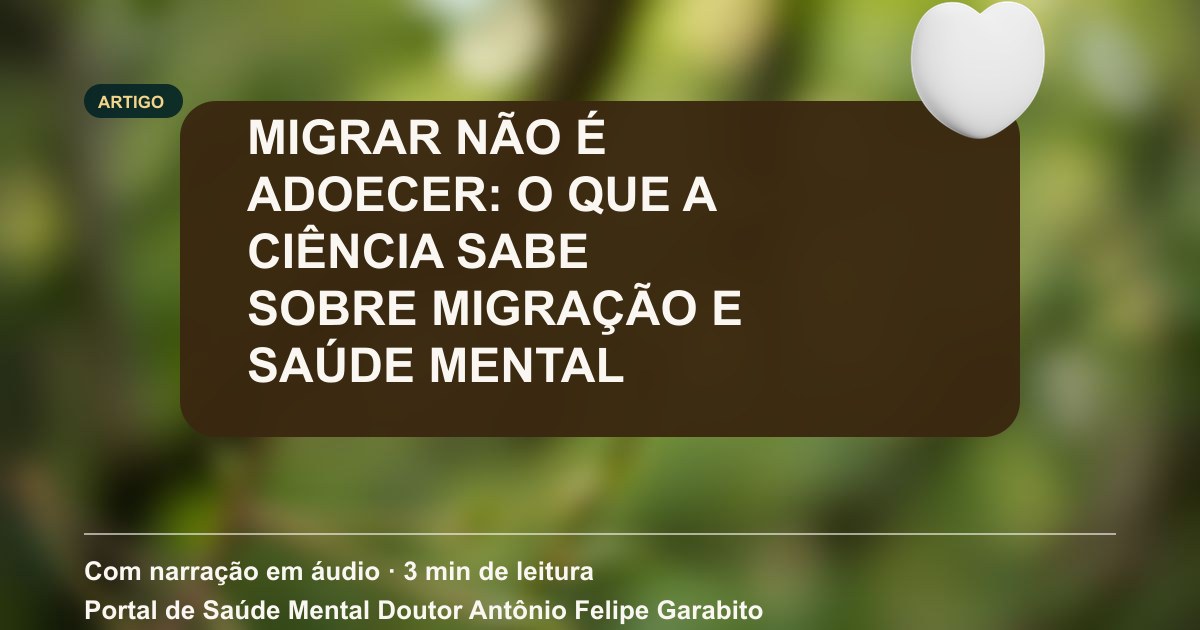 ARTIGO
MIGRAR NÃO É
ADOECER: O QUE A
CIÊNCIA SABE
SOBRE MIGRAÇÃO E
SAÚDE MENTAL
Com narração em áudio · 3 min de leitura
Portal de Saúde Mental Doutor Antônio Felipe Garabito